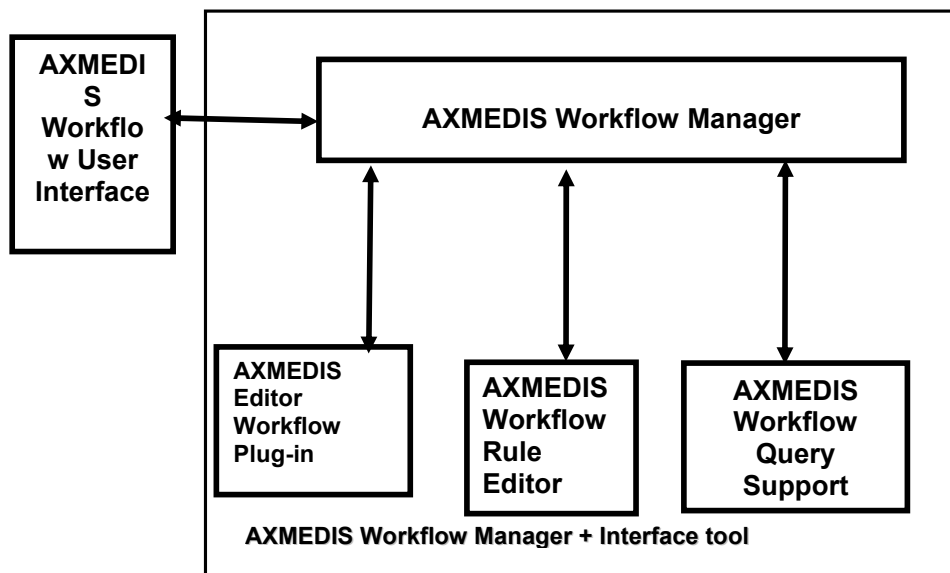 AXMEDI
S
Workflo
w User
Interface
AXMEDIS Workflow Manager
AXMEDIS
Editor
Workflow
Plug-in
AXMEDIS
Workflow
Rule
Editor
AXMEDIS
Workflow
Query
Support
AXMEDIS Workflow Manager + Interface tool